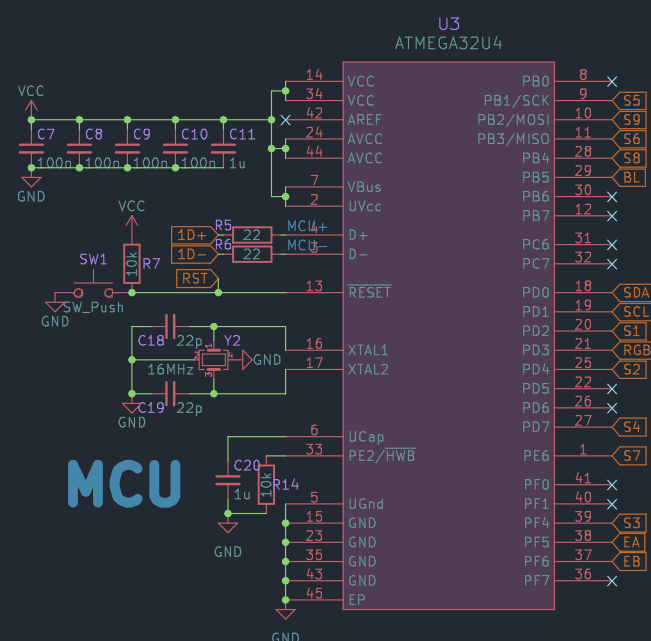 U3
ATMEGA32U4
14 VCC PB0 8
VCC
34 VCC PB1/SCK 9 S5
42 AREF PB2/MOSI 10 S9
C7 C8 C9 C10 C11
24 AVCC PB3/MISO 11 S6
44 AVCC PB4 28 S8
100n 100n 100n 100n 1u
PB5 29 BL
7 VBus
GND
PB6 30
2 UVcc
VCC
PB7 12
1D+ R5 22 MCU+ 4 D+
PC6 31
1D- R6 22 MCU- 3 D-
PC7 32
SW1 10k R7
RST
13 RESET PD0 18 SDA
SW_Push
GND
PD1 19 SCL
PD2 20 S1
C18 22p Y2
16 XTAL1 PD3 21 RGB
1 2 3 4 GND
16MHz
17 XTAL2 PD4 25 S2
PD5 22
C19 22p
PD6 26
GND
PD7 27 S4
6 UCap
33 PE2/HWB PE6 1 S7
C20
1u
10k R14
PF0 41
MCU
5 UGnd PF1 40
15 GND PF4 39 S3
23 GND PF5 38 EA
GND
35 GND PF6 37 EB
43 GND PF7 36
45 EP
GND